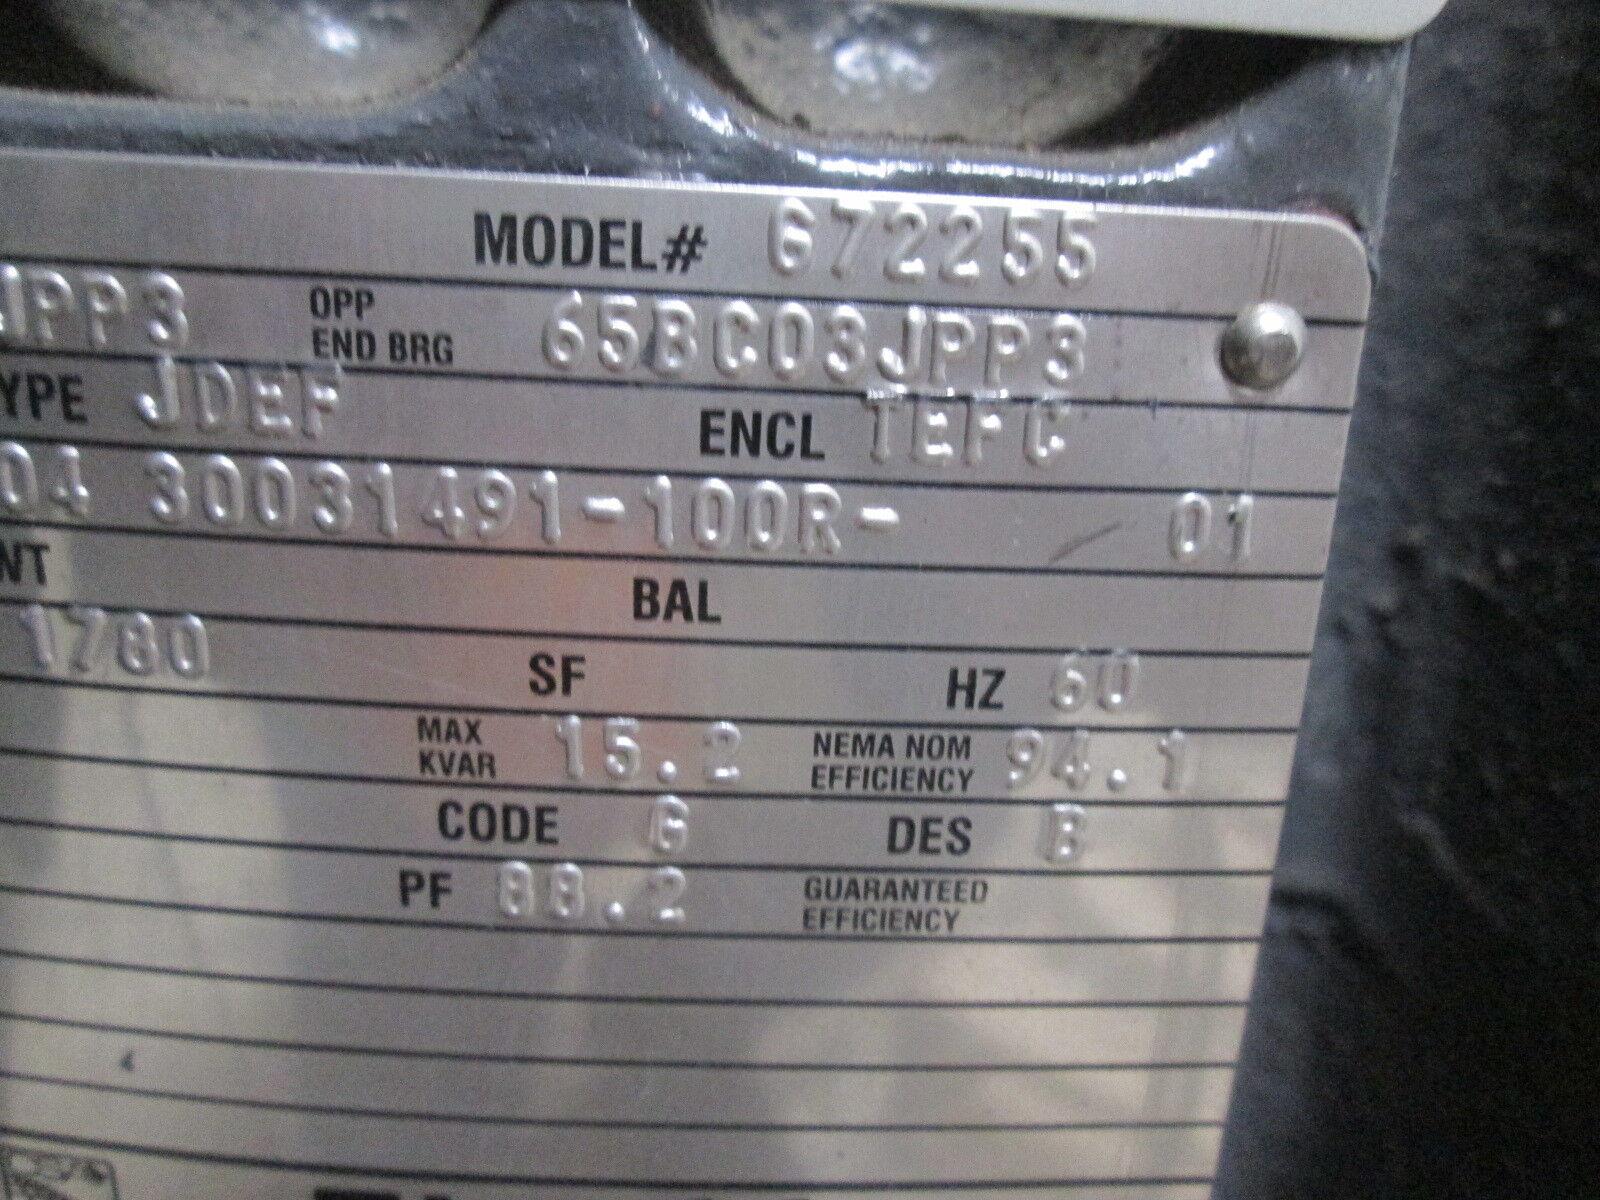 MODEL# 672255
JPP3 OPP END BRG 65BC03JPP3
YPE JDEF ENCL TEFC
04 30031491-100R- 01
NT BAL
1780 SF HZ 60
MAX KVAR 15.2 NEMA NOM EFFICIENCY 94.1
CODE G DES B
PF 88.2 GUARANTEED EFFICIENCY